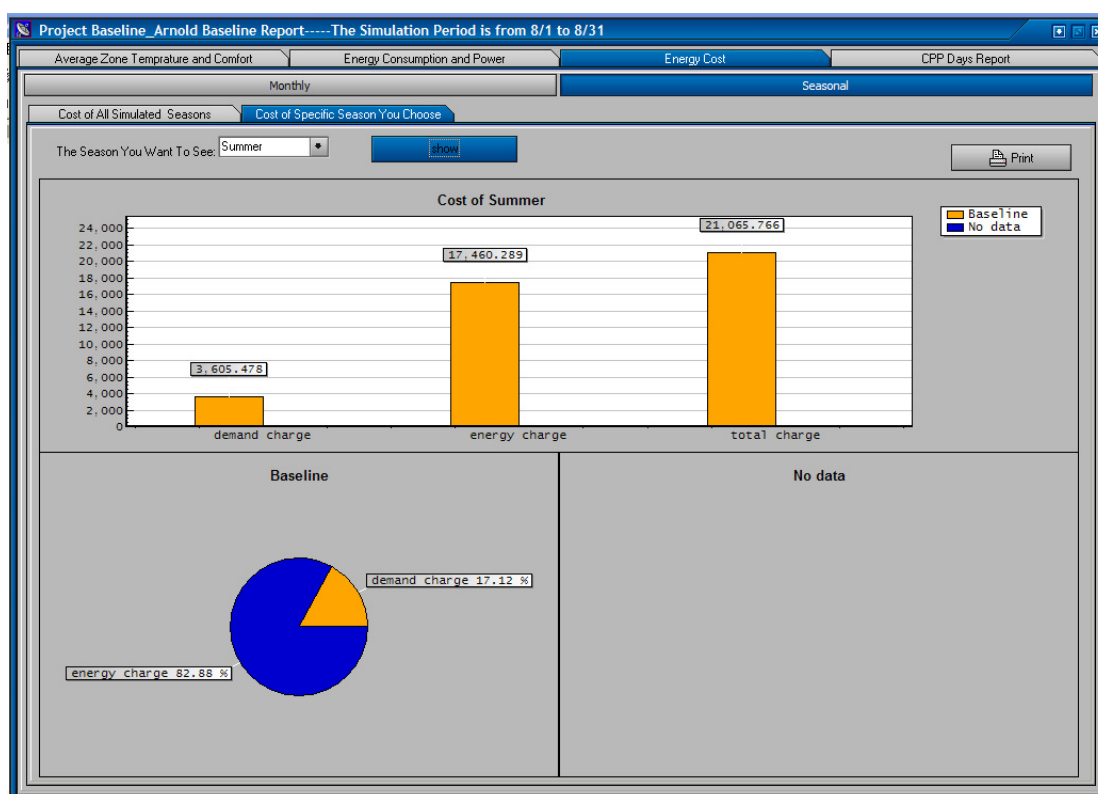 Project Baseline_Arnold Baseline Report-----The Simulation Period is from 8/1 to 8/31
Average Zone Temprature and Comfort
Energy Consumption and Power
Energy Cost
CPP Days Report
Monthly
Seasonal
Cost of All Simulated Seasons
Cost of Specific Season You Choose
The Season You Want To See: Summer
show
Print
Cost of Summer
24,000
22,000
20,000
18,000
16,000
14,000
12,000
10,000
8,000
6,000
4,000
2,000
0
3,605.478
17,460.289
21,065.766
demand charge
energy charge
total charge
Baseline
No data
Baseline
demand charge 17.12 %
energy charge 82.88 %
No data